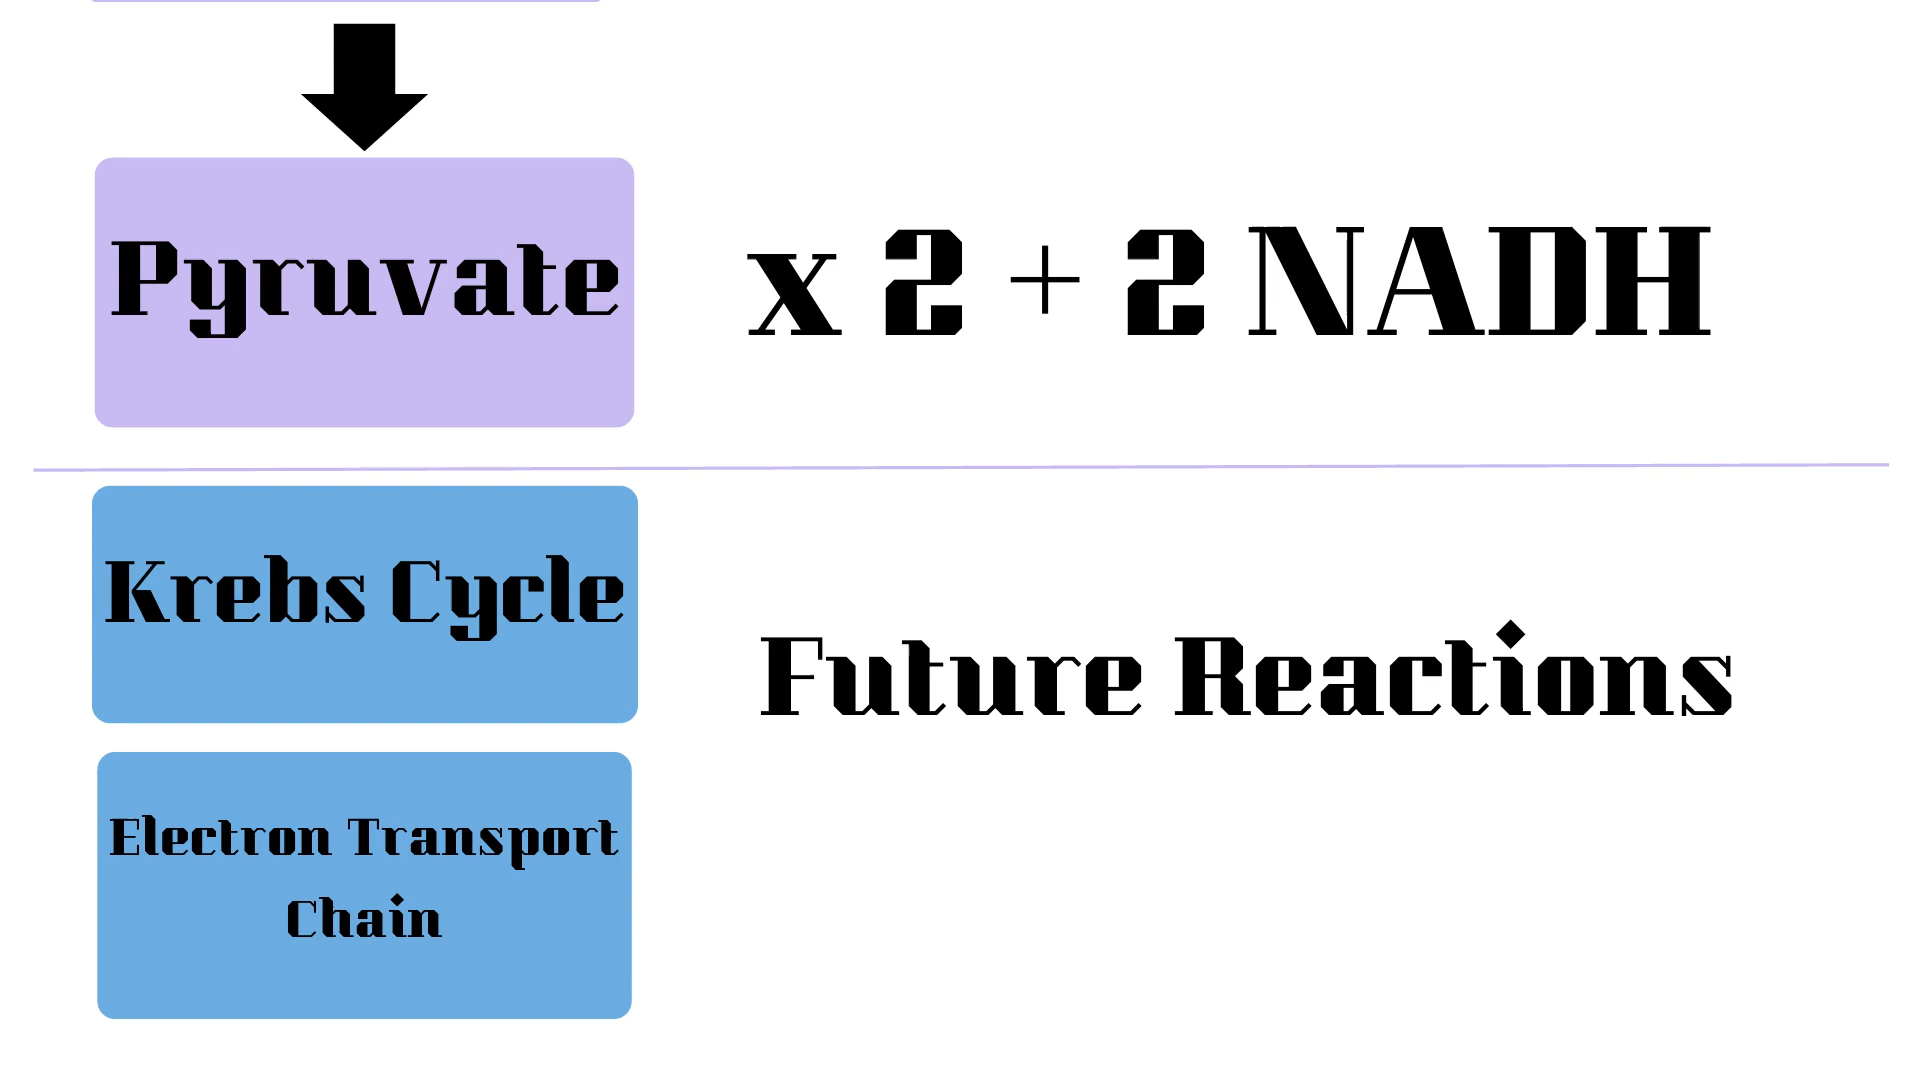 Pyruvate
x 2 + 2 NADH
Krebs Cycle
Future Reactions
Electron Transport
Chain